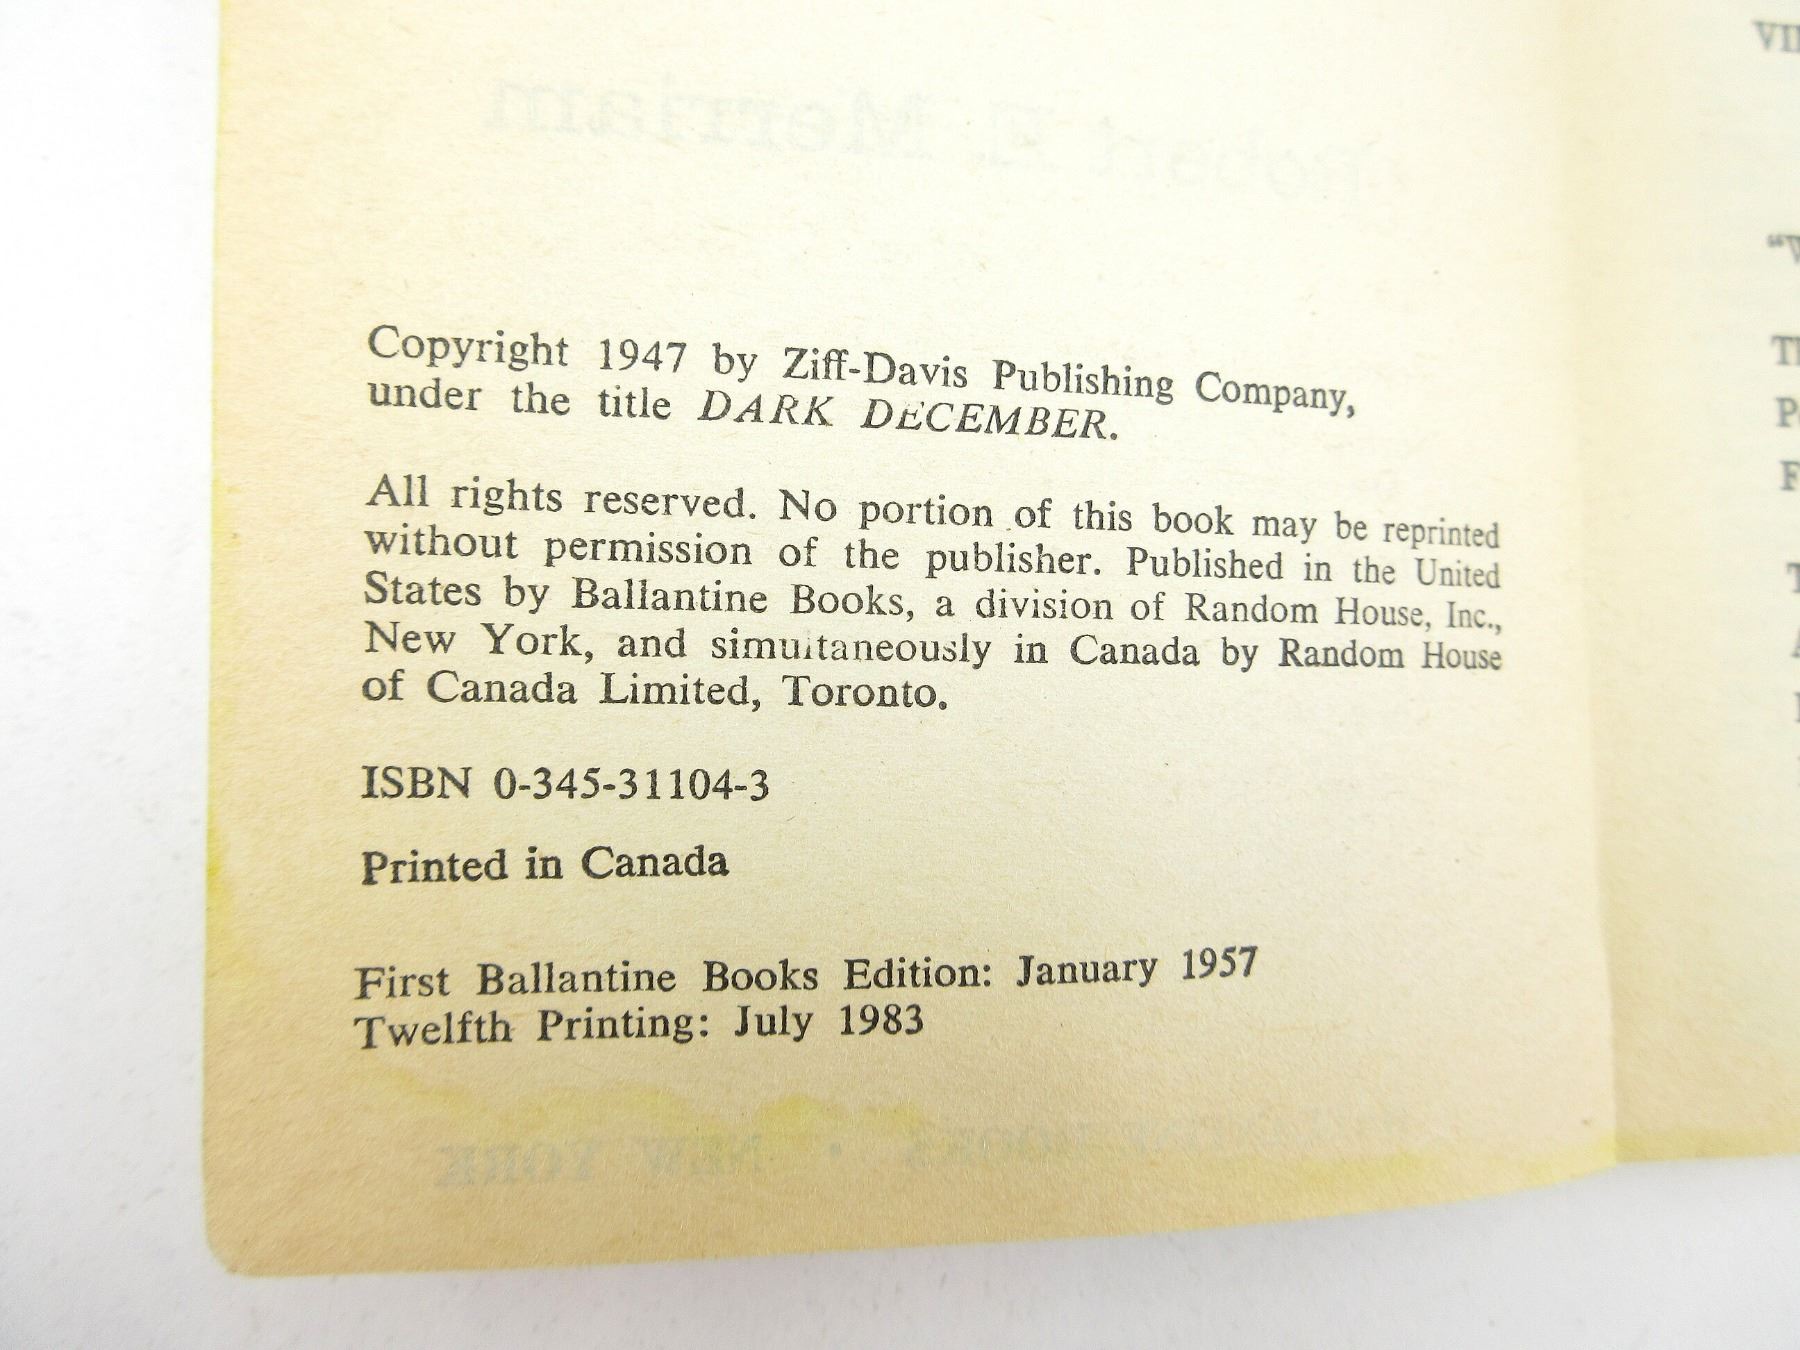 Copyright 1947 by Ziff-Davis Publishing Company,
under the title DARK DECEMBER.
All rights reserved. No portion of this book may be reprinted
without permission of the publisher. Published in the United
States by Ballantine Books, a division of Random House, Inc.,
New York, and simultaneously in Canada by Random House
of Canada Limited, Toronto.
ISBN 0-345-31104-3
Printed in Canada
First Ballantine Books Edition: January 1957
Twelfth Printing: July 1983